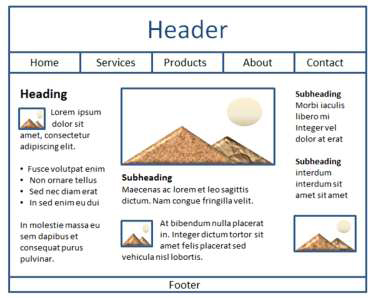 Header
Home Services Products About Contact
Heading
Lorem ipsum
dolor sit
amet, consectetur
adipiscing elit.
• Fusce volutpat enim
• Non ornare tellus
• Sed nec diam erat
• In sed enim eu dui
In molestie massa eu
sem dapibus et
consequat purus
pulvinar.
Subheading
Maecenas ac lorem et leo sagittis
dictum. Nam congue fringilla velit.
At bibendum nulla placerat
in. Integer dictum tortor sit
amet felis placerat sed
vehicula nisl lobortis.
Subheading
Morbi iaculis
libero mi
Integer vel
dolor at erat
Subheading
interdum
interdum sit
amet sit amet
Footer